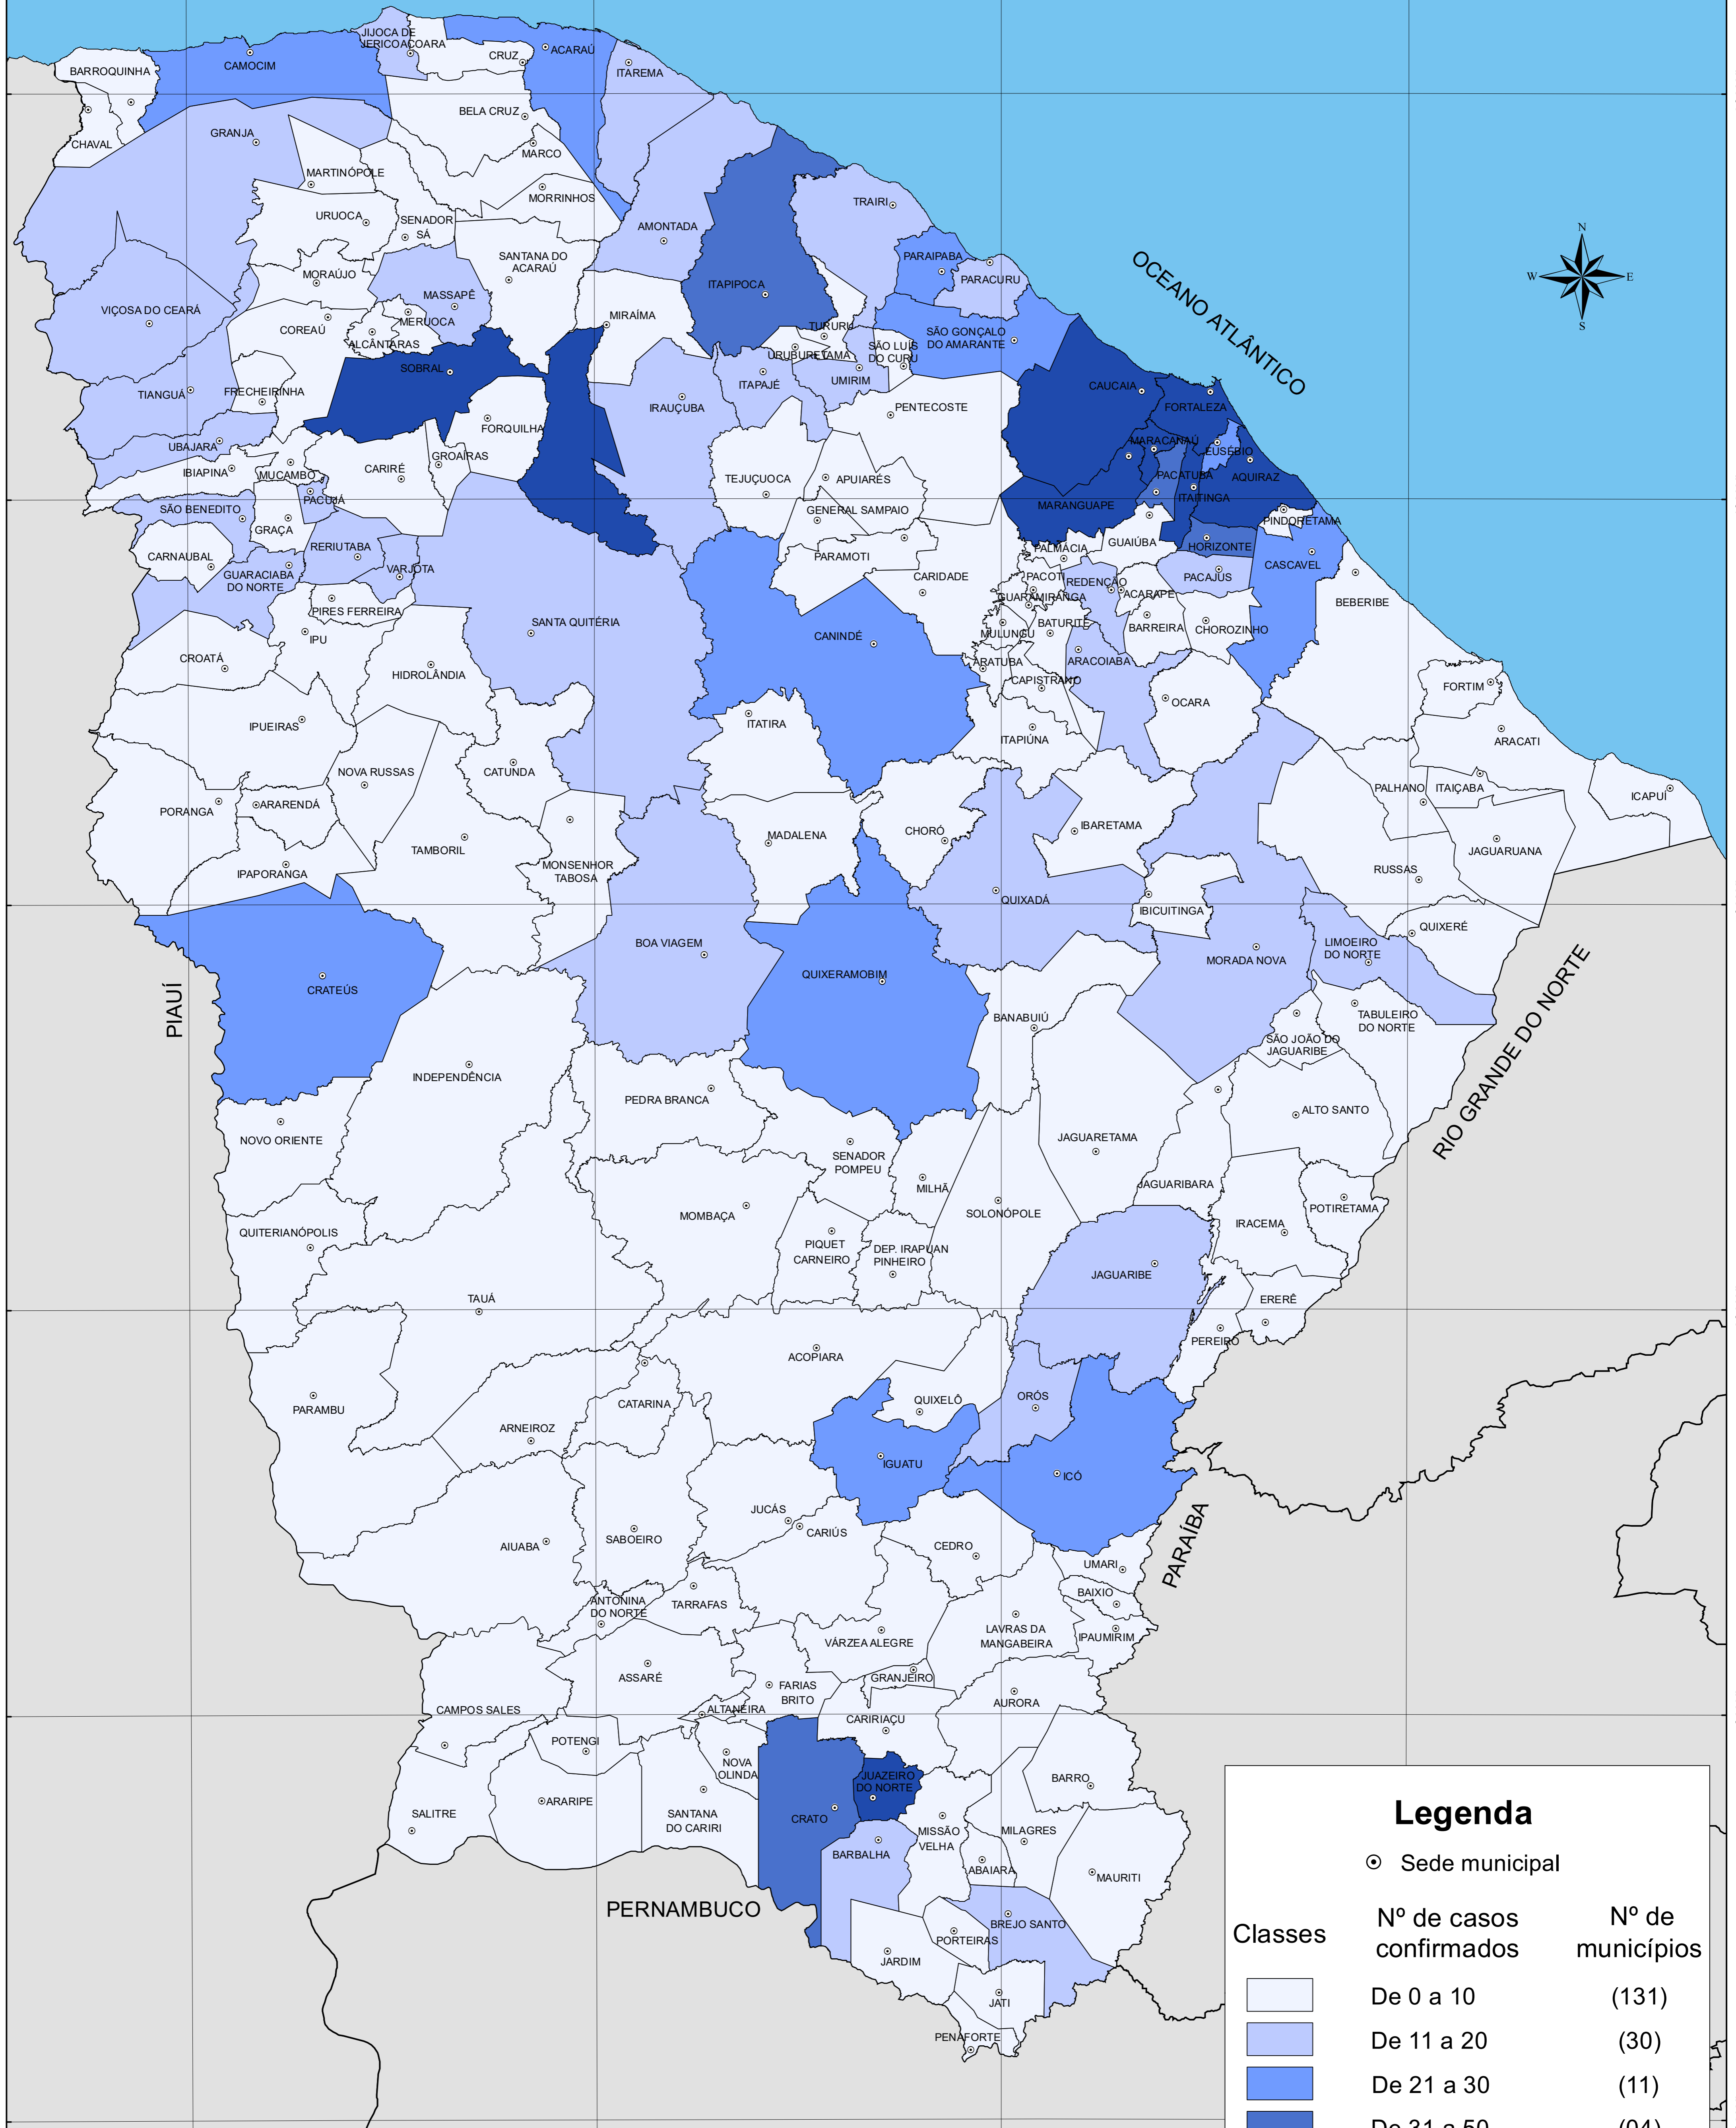 JIJOCA DE
JERICOACOARA
CRUZ
ACARAÚ
ITAREMA
CAMOCIM
BARROQUINHA
BELA CRUZ
CHAVAL
GRANJA
MARCO
MARTINÓPOLE
MORRINHOS
URUOCA
SENADOR
SÁ
AMONTADA
TRAIRI
N
W
E
S
OCEANO ATLÂNTICO
SANTANA DO
ACARAÚ
PARAIPABA
PARACURU
MORAÚJO
MASSAPÊ
ITAPIPOCA
VIÇOSA DO CEARÁ
MERUOCA
MIRAÍMA
COREAÚ
ALCÂNTARAS
TURURU
SÃO GONÇALO
DO AMARANTE
SÃO LUÍS
DO CURU
URUBURETAMA
SOBRAL
TIANGUÁ
FRECHEIRINHA
ITAPAJÉ
UMIRIM
CAUCAIA
IRAUÇUBA
PENTECOSTE
FORTALEZA
FORQUILHA
UBAJARA
MARACANAÚ
EUSÉBIO
GROAÍRAS
IBIAPINA
MUCAMBO
CARIRÉ
TEJUÇUOCA
APUIARÉS
PACATUBA
AQUIRAZ
PACUJÁ
ITAITINGA
MARANGUAPE
SÃO BENEDITO
GENERAL SAMPAIO
PINDORETAMA
GRAÇA
RERIUTABA
CARNAUBAL
PARAMOTI
PALMÁCIA
GUAIÚBA
HORIZONTE
CASCAVEL
VARJOTA
GUARACIABA
DO NORTE
CARIDADE
PACOTI
REDENÇÃO
PACAJUS
ACARAPE
GUARAMIRANGA
BEBERIBE
PIRES FERREIRA
SANTA QUITÉRIA
CANINDÉ
MULUNGU
BATURITÉ
BARREIRA
CHOROZINHO
IPU
CROATÁ
HIDROLÂNDIA
ARATUBA
ARACOIABA
CAPISTRANO
OCARA
FORTIM
IPUEIRAS
ITATIRA
ITAPIÚNA
ARACATI
NOVA RUSSAS
CATUNDA
PORANGA
ARARENDÁ
PALHANO
ITAIÇABA
ICAPUÍ
TAMBORIL
MADALENA
CHORÓ
IBARETAMA
JAGUARUANA
MONSENHOR
TABOSA
IPAPORANGA
RUSSAS
QUIXADÁ
IBICUITINGA
QUIXERÉ
BOA VIAGEM
LIMOEIRO
DO NORTE
MORADA NOVA
QUIXERAMOBIM
CRATEÚS
PIAUÍ
BANABUIÚ
TABULEIRO
DO NORTE
RIO GRANDE DO NORTE
SÃO JOÃO DO
JAGUARIBE
INDEPENDÊNCIA
PEDRA BRANCA
ALTO SANTO
NOVO ORIENTE
JAGUARETAMA
SENADOR
POMPEU
MILHÃ
JAGUARIBARA
POTIRETAMA
MOMBAÇA
SOLONÓPOLE
IRACEMA
QUITERIANÓPOLIS
PIQUET
CARNEIRO
DEP. IRAPUAN
PINHEIRO
JAGUARIBE
TAUÁ
ERERÊ
PEREIRO
ACOPIARA
PARAMBU
CATARINA
QUIXELÔ
ORÓS
ARNEIROZ
IGUATU
ICÓ
JUCÁS
CARIÚS
PARAÍBA
AIUABA
SABOEIRO
CEDRO
UMARI
BAIXIO
ANTONINA
DO NORTE
TARRAFAS
LAVRAS DA
MANGABEIRA
IPAUMIRIM
VÁRZEA ALEGRE
ASSARÉ
GRANJEIRO
FARIAS
BRITO
AURORA
CAMPOS SALES
ALTANEIRA
CARIRIAÇU
POTENGI
NOVA
OLINDA
JUAZEIRO
DO NORTE
BARRO
ARARIPE
SALITRE
SANTANA
DO CARIRI
CRATO
MISSÃO
VELHA
MILAGRES
BARBALHA
ABAIARA
MAURITI
PERNAMBUCO
BREJO SANTO
PORTEIRAS
JARDIM
JATI
PENAFORTE
Legenda
Sede municipal
Classes
Nº de casos
confirmados
Nº de
municípios
De 0 a 10 (131)
De 11 a 20 (30)
De 21 a 30 (11)
De 31 a 50 (04)